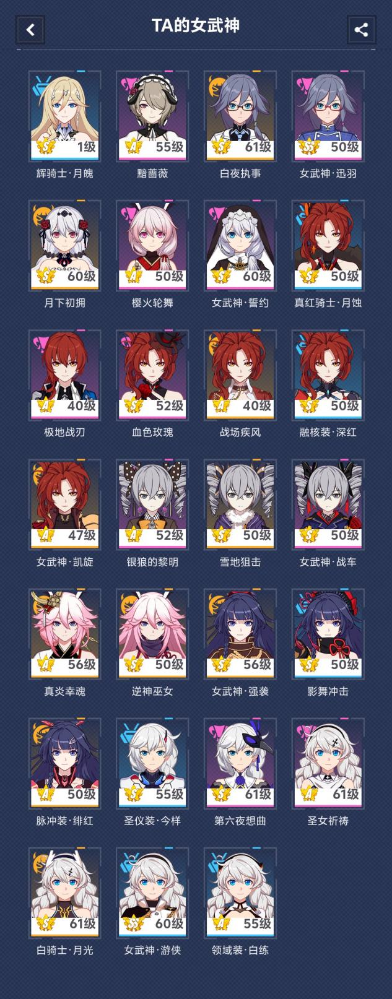 TA的女武神
S 1级 A 55级 S 61级 SS 50级
辉骑士·月魄 黯蔷薇 白夜执事 女武神·迅羽
S 60级 A 50级 S 60级 S 50级
月下初拥 樱火轮舞 女武神·誓约 真红骑士·月蚀
A 40级 S 52级 A 40级 S 50级
极地战刃 血色玫瑰 战场疾风 融核装·深红
A 47级 A 52级 S 50级 S 50级
女武神·凯旋 银狼的黎明 雪地狙击 女武神·战车
A 56级 S 50级 S 56级 S 50级
真炎幸魂 逆神巫女 女武神·强袭 影舞冲击
A 50级 S 55级 S 61级 A 61级
脉冲装·绯红 圣仪装·今样 第六夜想曲 圣女祈祷
S 61级 SS 60级 A 55级
白骑士·月光 女武神·游侠 领域装·白练